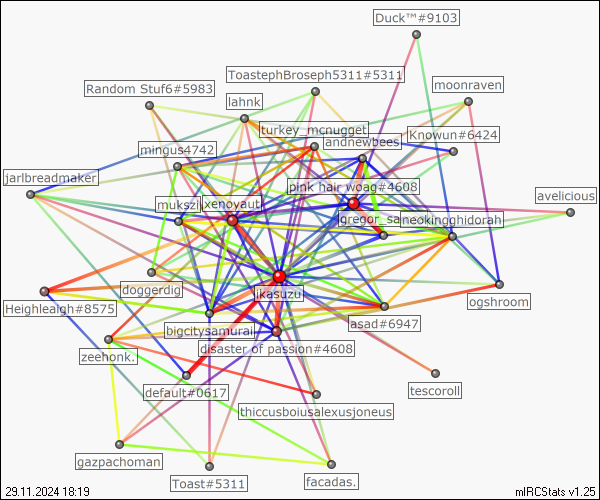 Duck™#9103
ToastephBroseph5311#5311
Random Stuf6#5983
moonraven
lahnk
turkey_mcnugget
Knowun#6424
andnewbees
mingus4742
jarlbreadmaker
pink hair woag#4608
avelicious
mukszii
xenoyaut
gregor_sa
neokingghidorah
doggerdig
jikasuzu
ogshroom
Heighleaigh#8575
bigcitysamurai
asad#6947
disaster of passion#4608
zeehonk.
tescoroll
default#0617
thiccusboiusalexusjoneus
gazpachoman
Toast#5311
facadas.
29.11.2024 18:19
mIRCStats v1.25